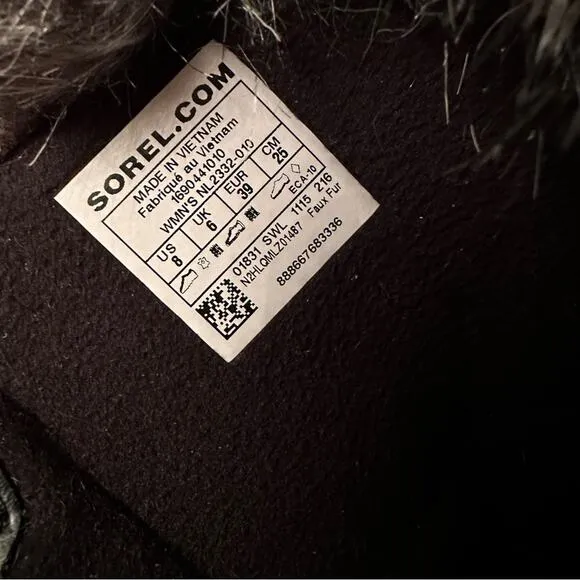 SOREL.COM
MADE IN VIETNAM
Fabriqué au Vietnam
1690441010
WMN'S NL2332-010
US UK EUR CM
8 6 39 25
ECA-10
01831 SWL 1115 216
N2HLQMLZ01487 Faux Fur
888667683336